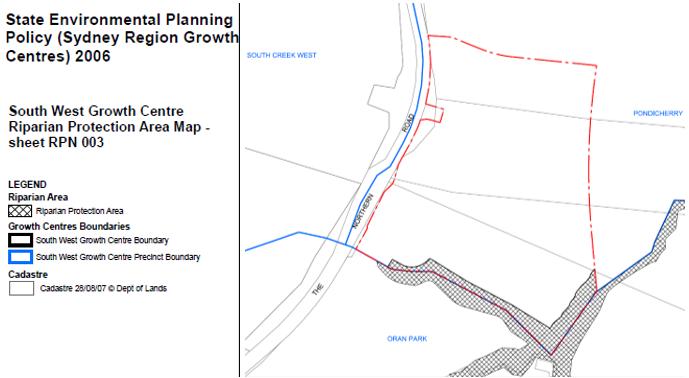 State Environmental Planning
Policy (Sydney Region Growth
Centres) 2006
South West Growth Centre
Riparian Protection Area Map -
sheet RPN 003
LEGEND
Riparian Area
Riparian Protection Area
Growth Centres Boundaries
South West Growth Centre Boundary
South West Growth Centre Precinct Boundary
Cadastre
Cadastre 28/08/07 © Dept of Lands
SOUTH CREEK WEST
PONDICHERRY
THE
NORTHERN
ROAD
ORAN PARK